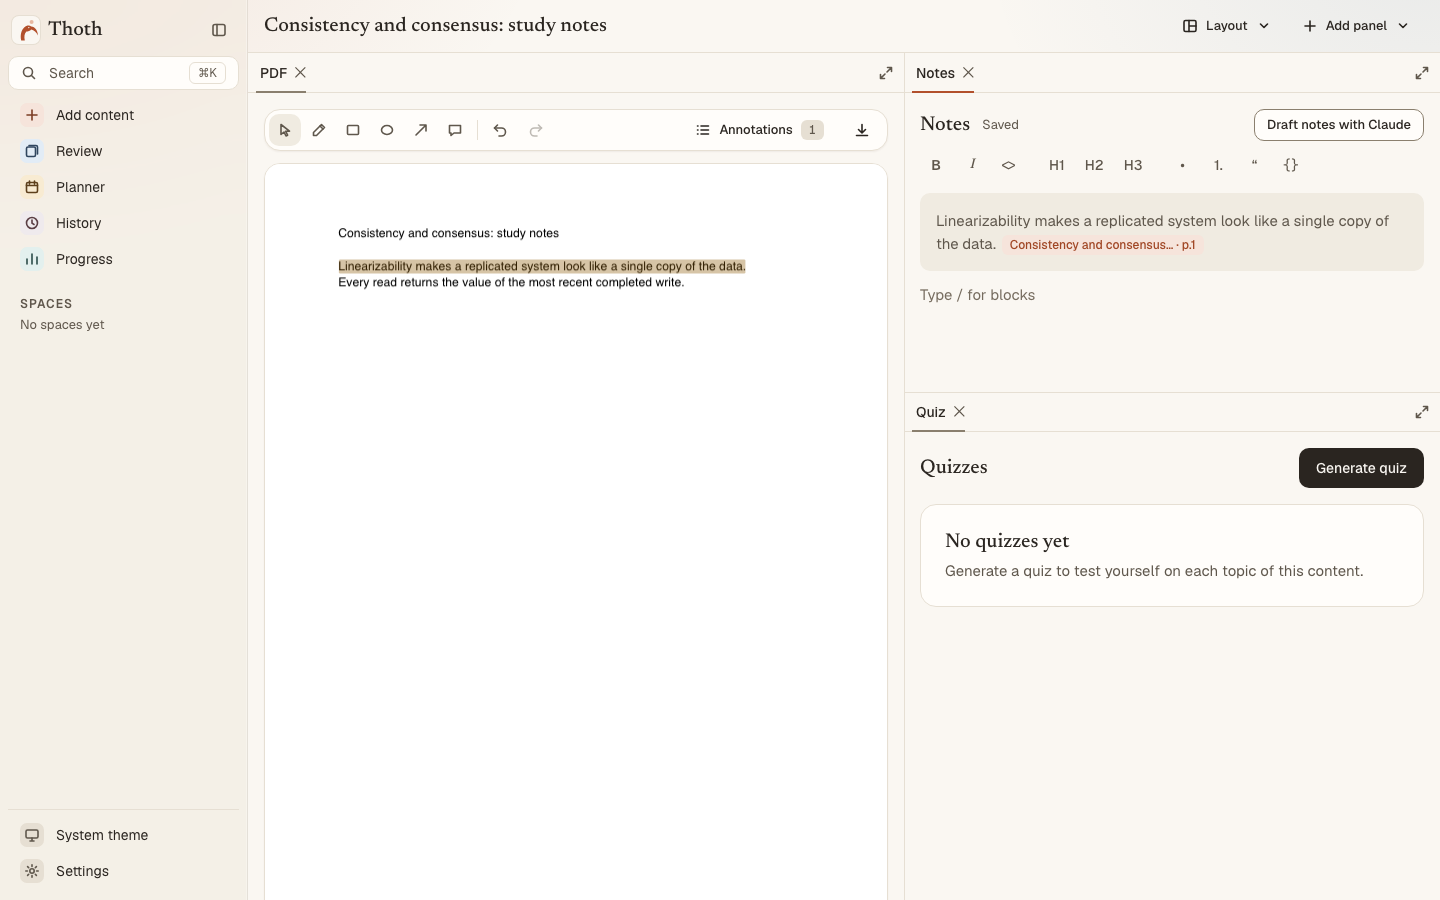 Thoth
Search
⌘K
Add content
Review
Planner
History
Progress
SPACES
No spaces yet
System theme
Settings
Consistency and consensus: study notes
Layout
Add panel
PDF
Annotations 1
Consistency and consensus: study notes
Linearizability makes a replicated system look like a single copy of the data.
Every read returns the value of the most recent completed write.
Notes
Notes Saved
Draft notes with Claude
B I <> H1 H2 H3 • 1. “ {}
Linearizability makes a replicated system look like a single copy of
the data. Consistency and consensus… · p.1
Type / for blocks
Quiz
Quizzes
Generate quiz
No quizzes yet
Generate a quiz to test yourself on each topic of this content.